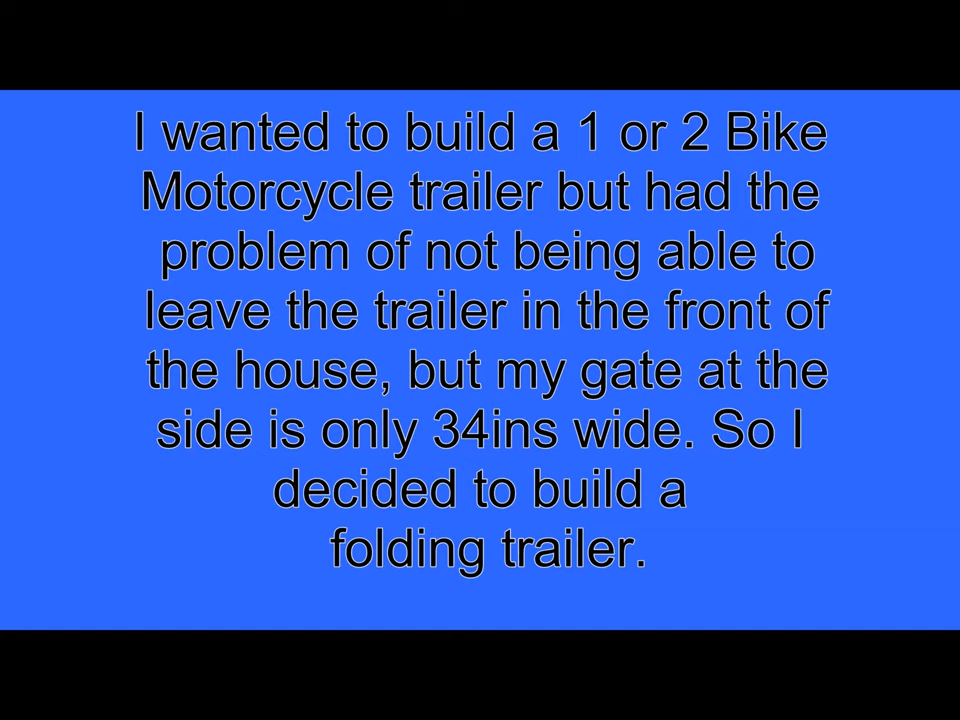 I wanted to build a 1 or 2 Bike
Motorcycle trailer but had the
problem of not being able to
leave the trailer in the front of
the house, but my gate at the
side is only 34ins wide. So I
decided to build a
folding trailer.